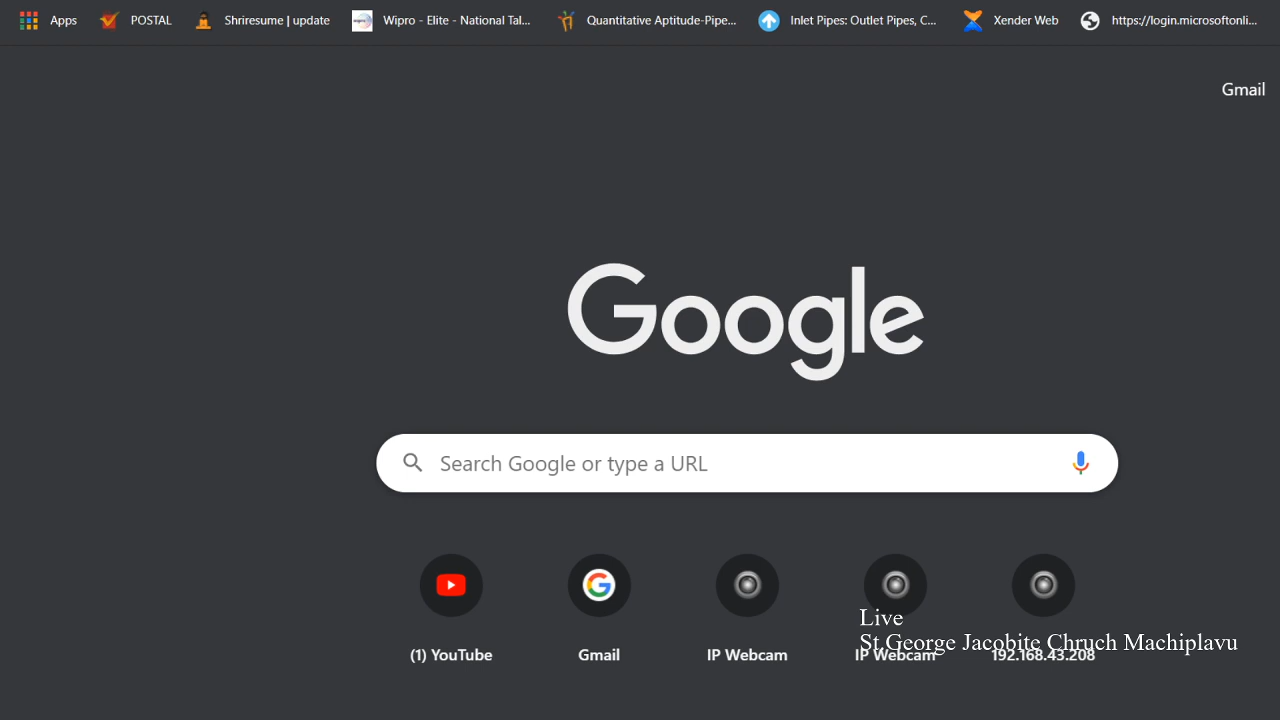 Apps POSTAL Shriresume | update Wipro - Elite - National Tal... Quantitative Aptitude-Pipe... Inlet Pipes: Outlet Pipes, C... Xender Web https://login.microsoftonli...
Gmail
Google
Search Google or type a URL
Live
St.George Jacobite Chruch Machiplavu
(1) YouTube Gmail IP Webcam IP Webcam 192.168.43.208